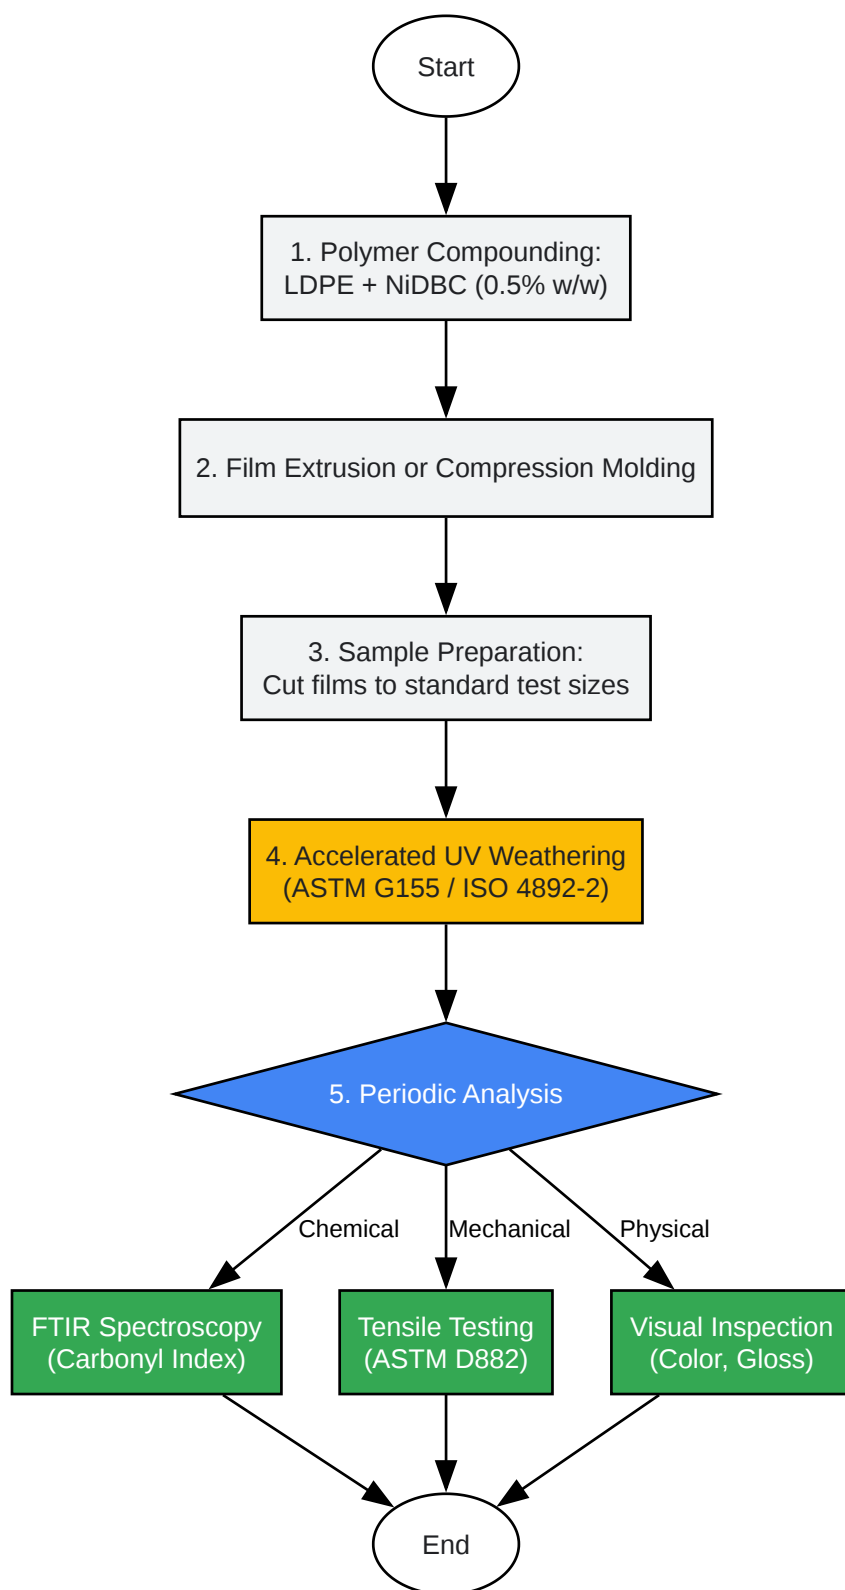 Start
1. Polymer Compounding:
LDPE + NiDBC (0.5% w/w)
2. Film Extrusion or Compression Molding
3. Sample Preparation:
Cut films to standard test sizes
4. Accelerated UV Weathering
(ASTM G155 / ISO 4892-2)
5. Periodic Analysis
Chemical
Mechanical
Physical
FTIR Spectroscopy
(Carbonyl Index)
Tensile Testing
(ASTM D882)
Visual Inspection
(Color, Gloss)
End